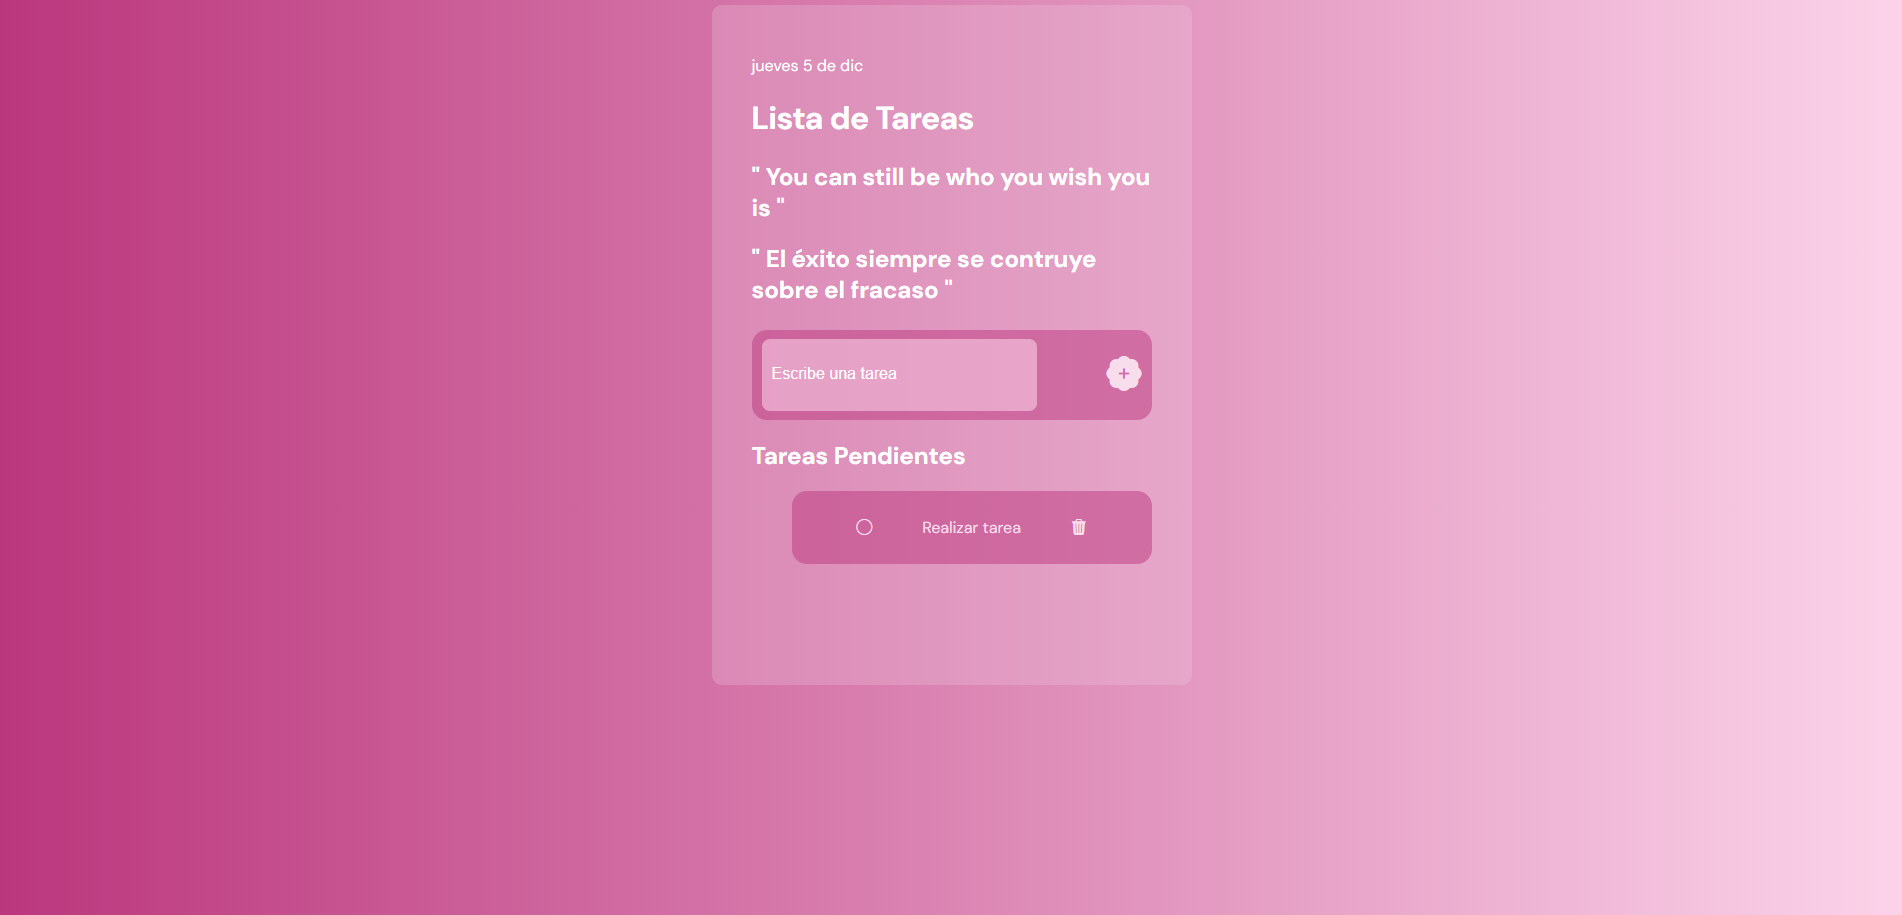 jueves 5 de dic
Lista de Tareas
" You can still be who you wish you
is "
" El éxito siempre se contruye
sobre el fracaso "
Escribe una tarea
+
Tareas Pendientes
Realizar tarea